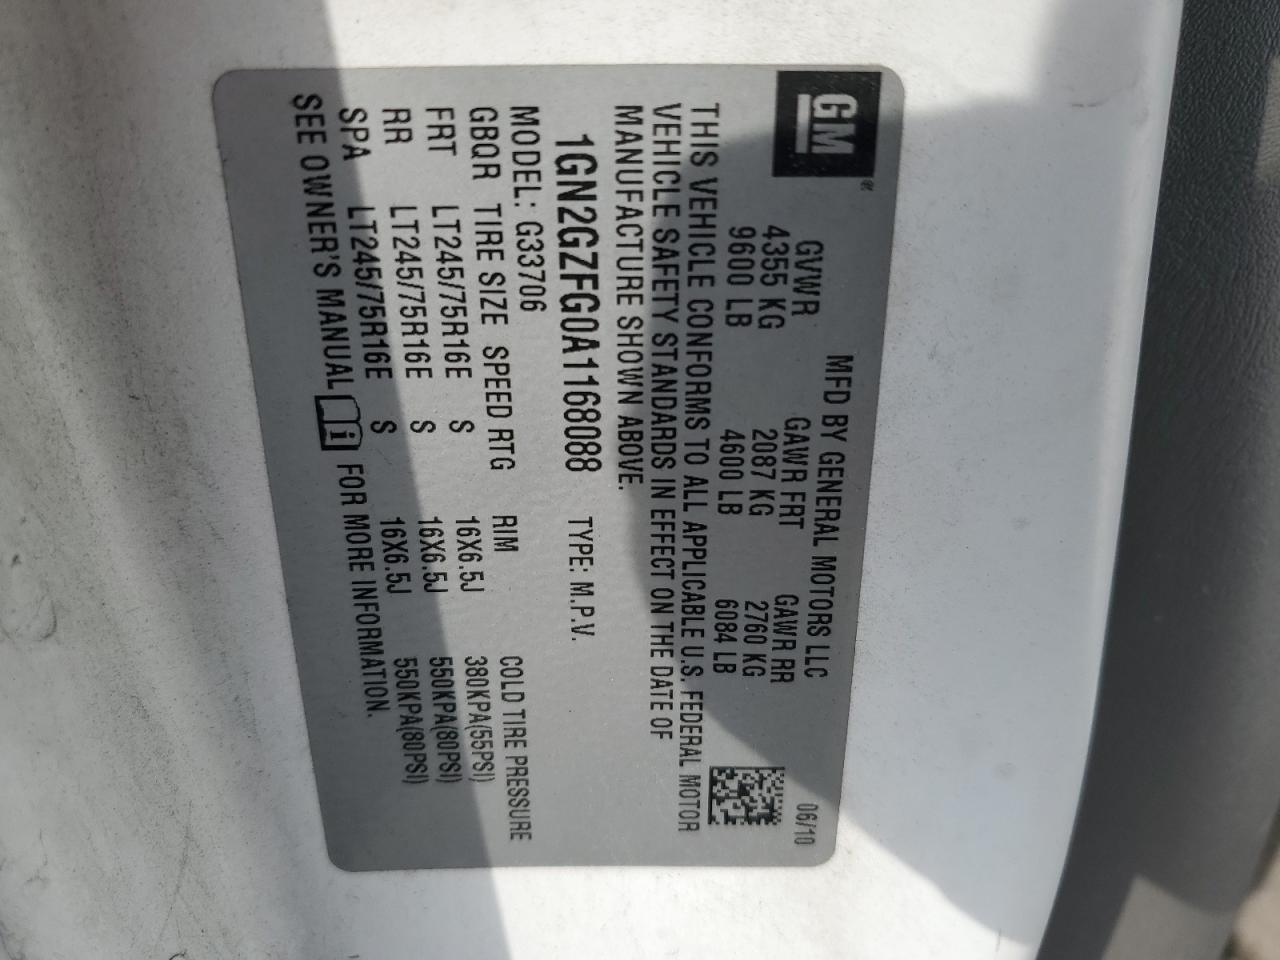 GM®
MFD BY GENERAL MOTORS LLC 06/10
GVWR GAWR FRT GAWR RR
4355 KG 2087 KG 2760 KG
9600 LB 4600 LB 6084 LB
THIS VEHICLE CONFORMS TO ALL APPLICABLE U.S. FEDERAL MOTOR
VEHICLE SAFETY STANDARDS IN EFFECT ON THE DATE OF
MANUFACTURE SHOWN ABOVE.
1GN2GZFG0A1168088 TYPE: M.P.V.
MODEL: G33706
GBQR TIRE SIZE SPEED RTG RIM COLD TIRE PRESSURE
FRT LT245/75R16E S 16X6.5J 380KPA(55PSI)
RR LT245/75R16E S 16X6.5J 550KPA(80PSI)
SPA LT245/75R16E S 16X6.5J 550KPA(80PSI)
SEE OWNER'S MANUAL i FOR MORE INFORMATION.